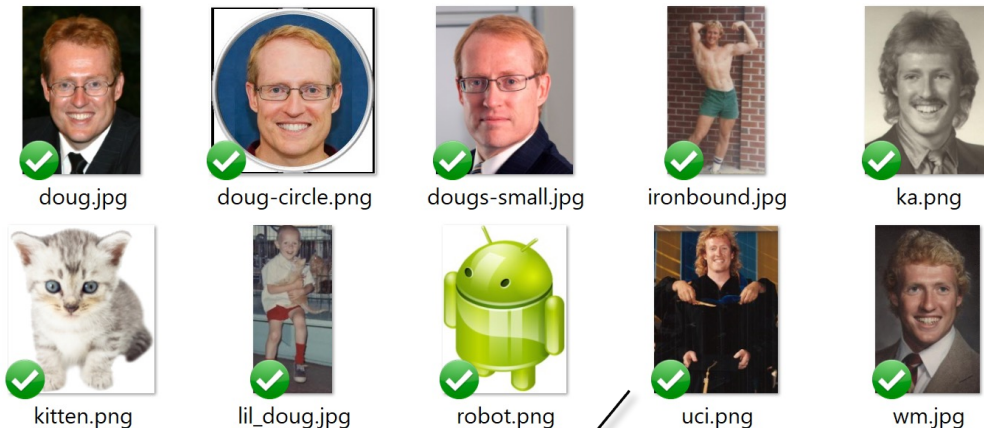 doug.jpg
doug-circle.png
dougs-small.jpg
ironbound.jpg
ka.png
kitten.png
lil_doug.jpg
robot.png
uci.png
wm.jpg